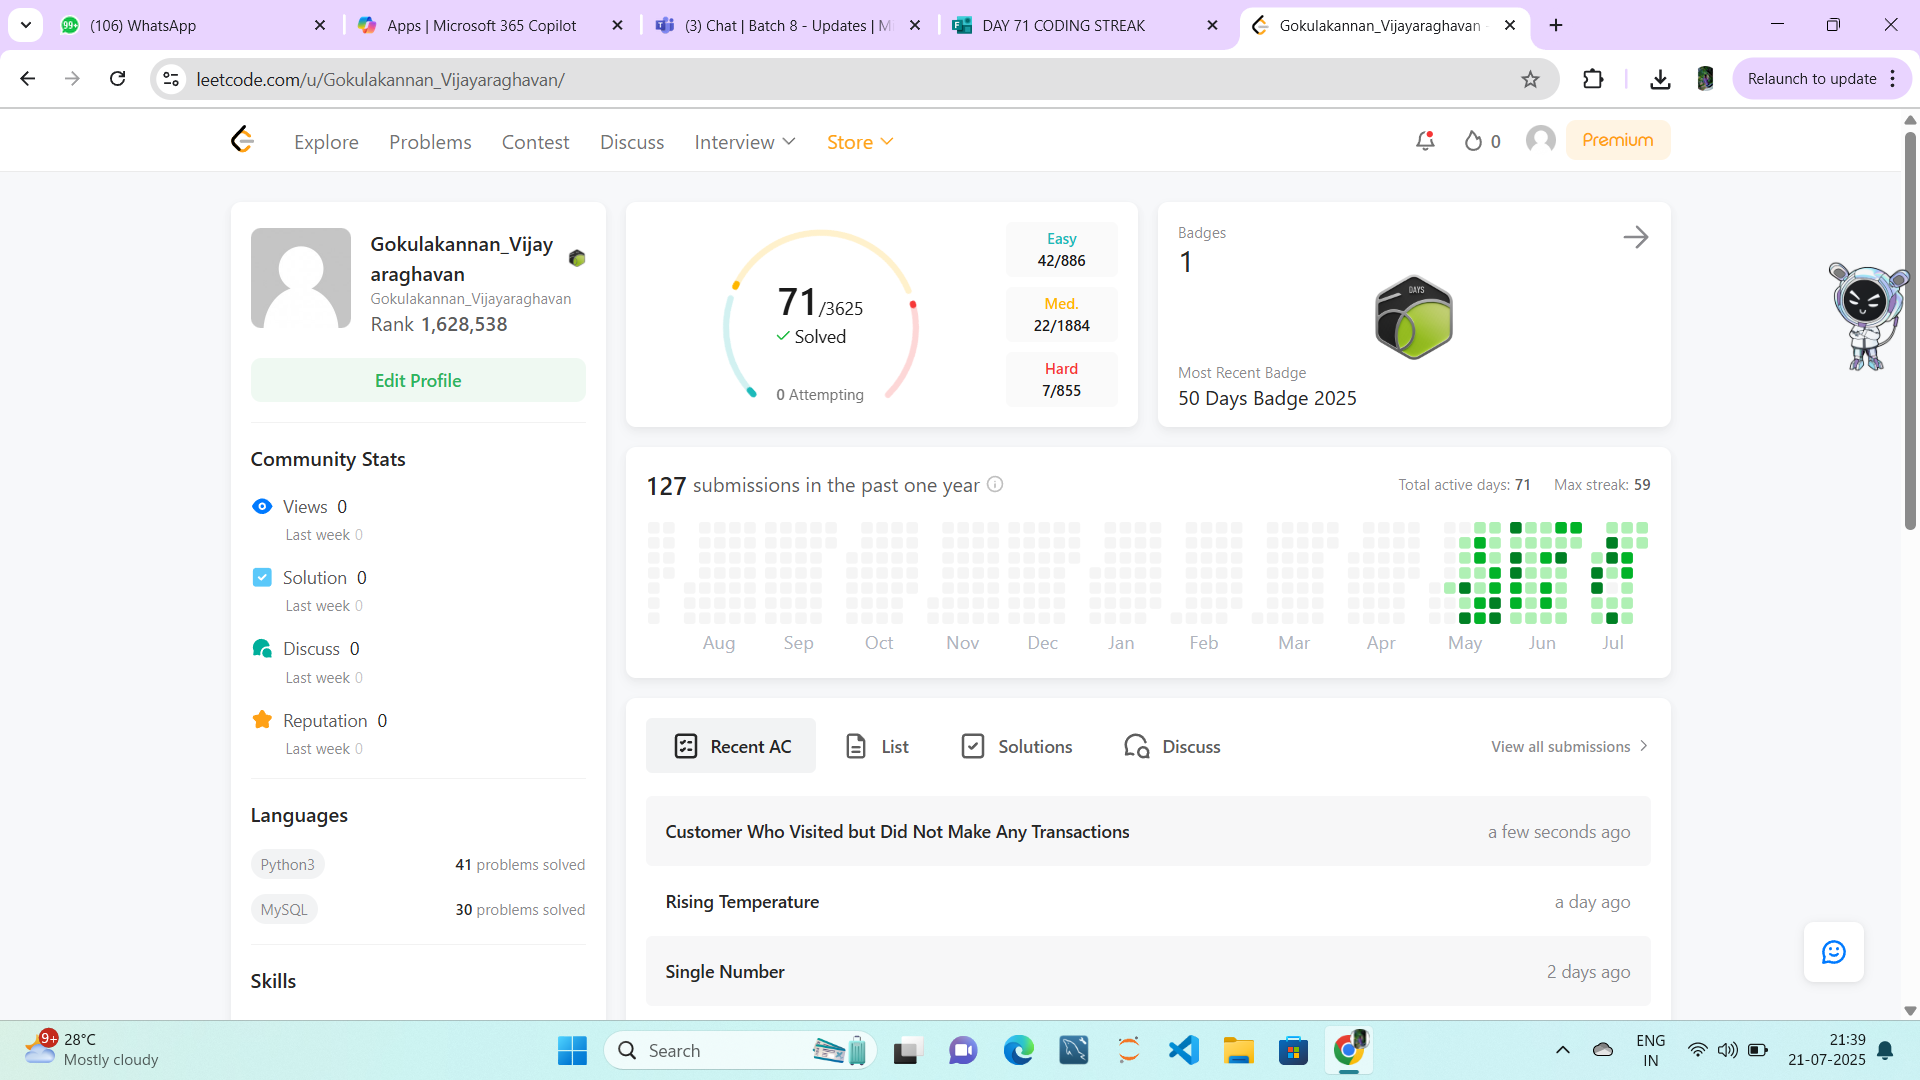 (106) WhatsApp
Apps | Microsoft 365 Copilot
(3) Chat | Batch 8 - Updates | Mi
DAY 71 CODING STREAK
Gokulakannan_Vijayaraghavan -
leetcode.com/u/Gokulakannan_Vijayaraghavan/
Relaunch to update
Explore
Problems
Contest
Discuss
Interview
Store
0
Premium
Gokulakannan_Vijay
araghavan
Gokulakannan_Vijayaraghavan
Rank 1,628,538
Edit Profile
Community Stats
Views 0
Last week 0
Solution 0
Last week 0
Discuss 0
Last week 0
Reputation 0
Last week 0
Languages
Python3 41 problems solved
MySQL 30 problems solved
Skills
71/3625
Solved
0 Attempting
Easy
42/886
Med.
22/1884
Hard
7/855
Badges
1
DAYS
Most Recent Badge
50 Days Badge 2025
127 submissions in the past one year
Total active days: 71 Max streak: 59
Aug Sep Oct Nov Dec Jan Feb Mar Apr May Jun Jul
Recent AC
List
Solutions
Discuss
View all submissions
Customer Who Visited but Did Not Make Any Transactions a few seconds ago
Rising Temperature a day ago
Single Number 2 days ago
9+
28°C
Mostly cloudy
Search
ENG
IN
21:39
21-07-2025